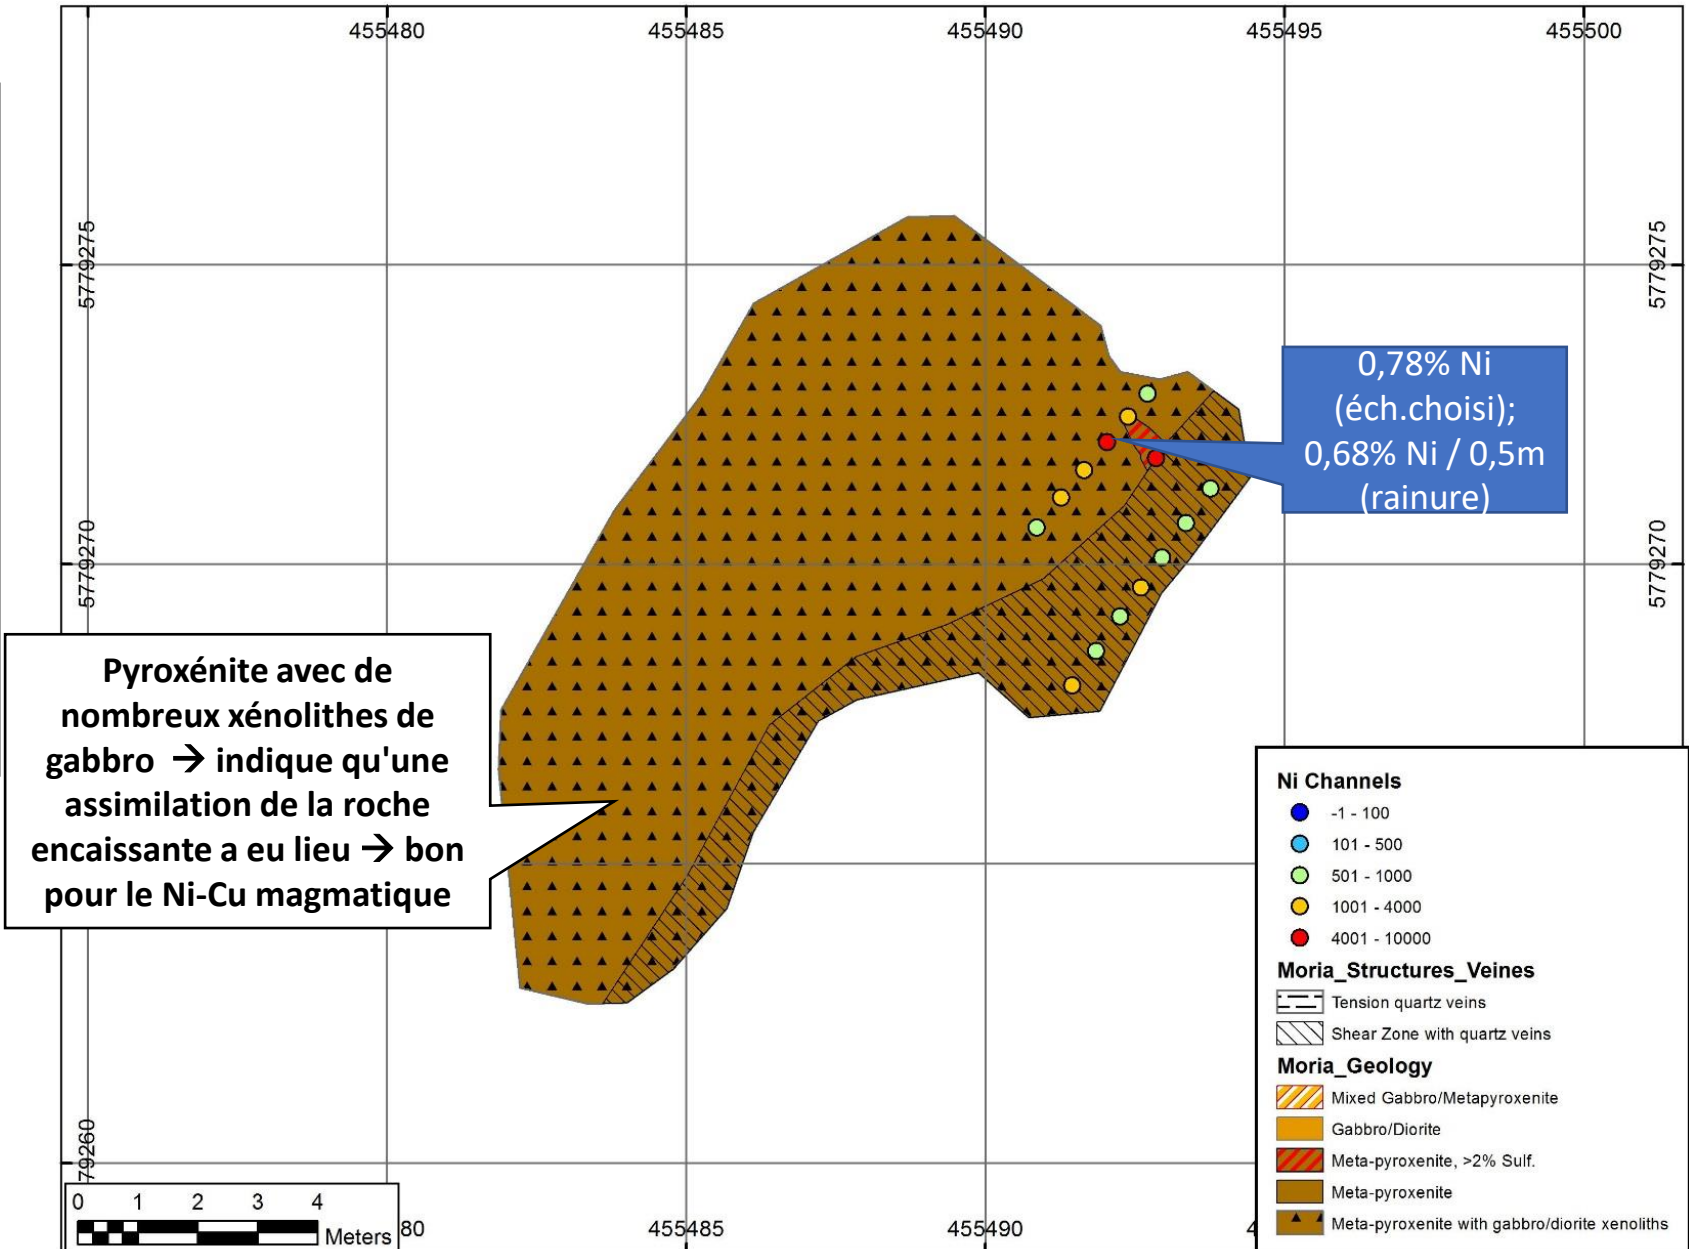 455480
455485
455490
455495
455500
5779275
5779275
5779270
5779270
0,78% Ni
(éch.choisi);
0,68% Ni / 0,5m
(rainure)
Pyroxénite avec de
nombreux xénolithes de
gabbro → indique qu'une
assimilation de la roche
encaissante a eu lieu → bon
pour le Ni-Cu magmatique
Ni Channels
-1 - 100
101 - 500
501 - 1000
1001 - 4000
4001 - 10000
Moria_Structures_Veines
Tension quartz veins
Shear Zone with quartz veins
Moria_Geology
Mixed Gabbro/Metapyroxenite
Gabbro/Diorite
Meta-pyroxenite, >2% Sulf.
Meta-pyroxenite
Meta-pyroxenite with gabbro/diorite xenoliths
79260
0 1 2 3 4
Meters
80
455485
455490